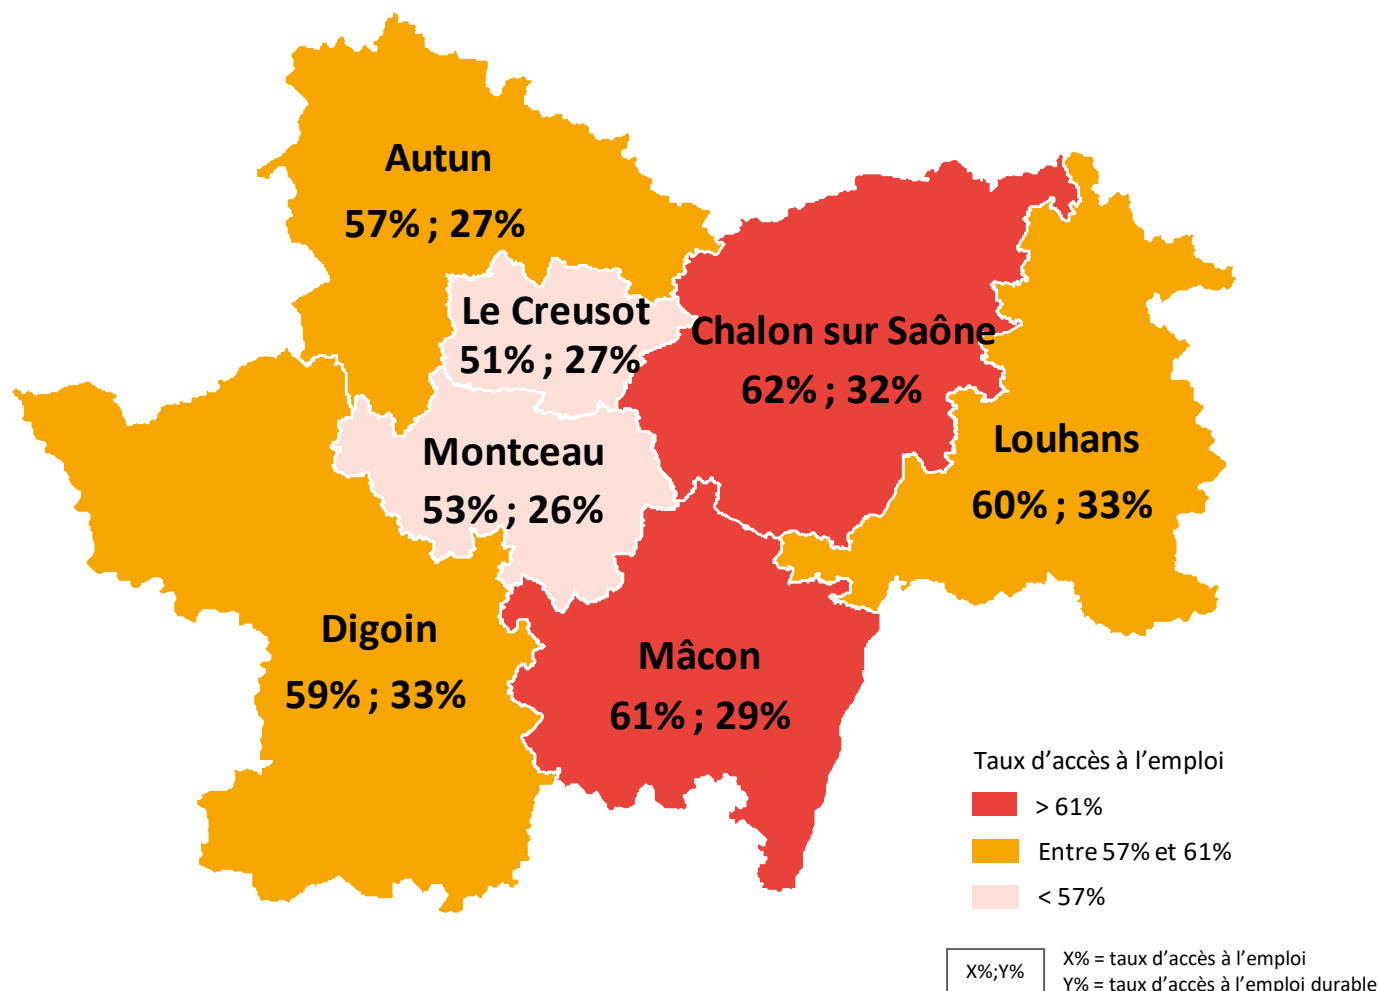 Autun
57% ; 27%
Le Creusot
51% ; 27%
Chalon sur Saône
62% ; 32%
Louhans
60% ; 33%
Montceau
53% ; 26%
Digoin
59% ; 33%
Mâcon
61% ; 29%
Taux d’accès à l’emploi
> 61%
Entre 57% et 61%
< 57%
X%;Y%
X% = taux d’accès à l’emploi
Y% = taux d’accès à l’emploi durable